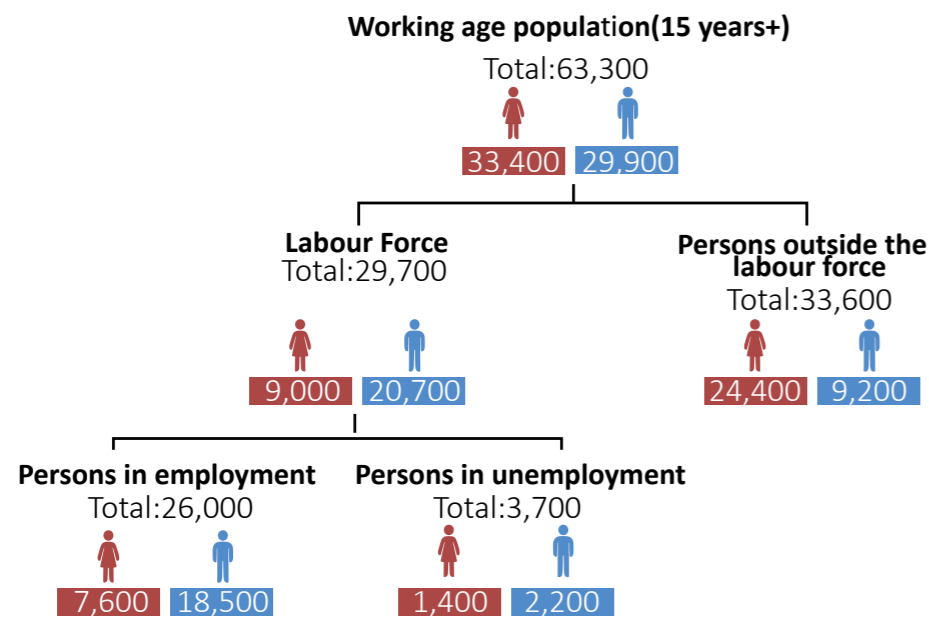 Working age population(15 years+)
Total:63,300
33,400 29,900
Labour Force
Total:29,700
9,000 20,700
Persons outside the
labour force
Total:33,600
24,400 9,200
Persons in employment
Total:26,000
7,600 18,500
Persons in unemployment
Total:3,700
1,400 2,200